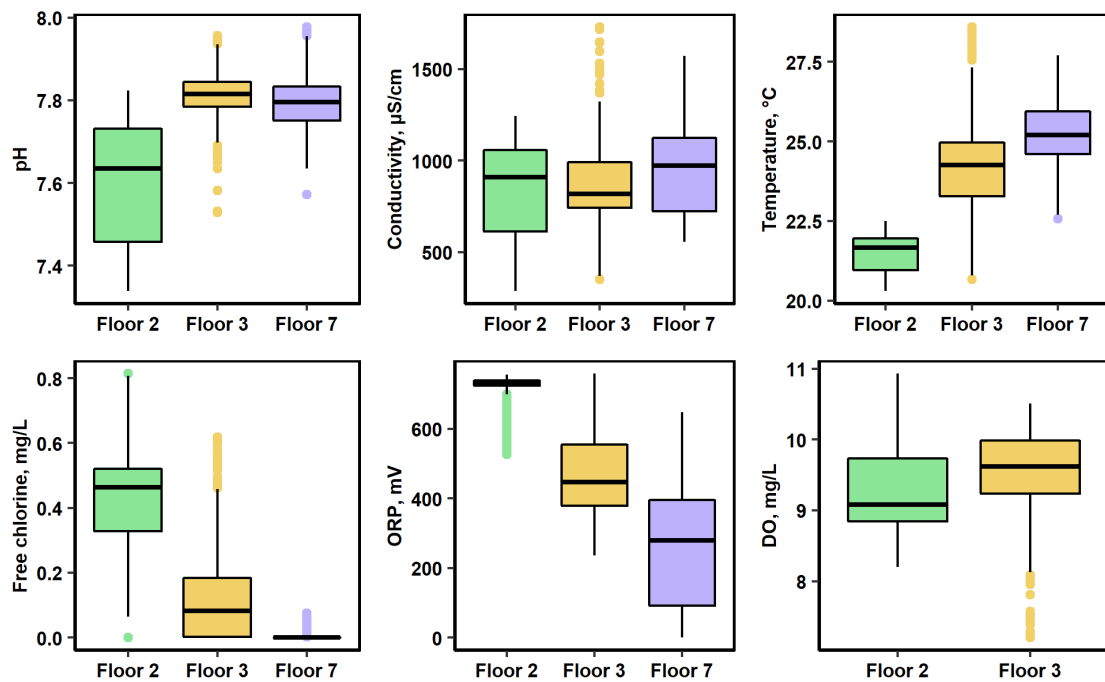 pH
8.0
7.8
7.6
7.4
Floor 2 Floor 3 Floor 7
Conductivity, µS/cm
1500
1000
500
Floor 2 Floor 3 Floor 7
Temperature, °C
27.5
25.0
22.5
20.0
Floor 2 Floor 3 Floor 7
Free chlorine, mg/L
0.8
0.6
0.4
0.2
0.0
Floor 2 Floor 3 Floor 7
ORP, mV
600
400
200
0
Floor 2 Floor 3 Floor 7
DO, mg/L
11
10
9
8
Floor 2 Floor 3